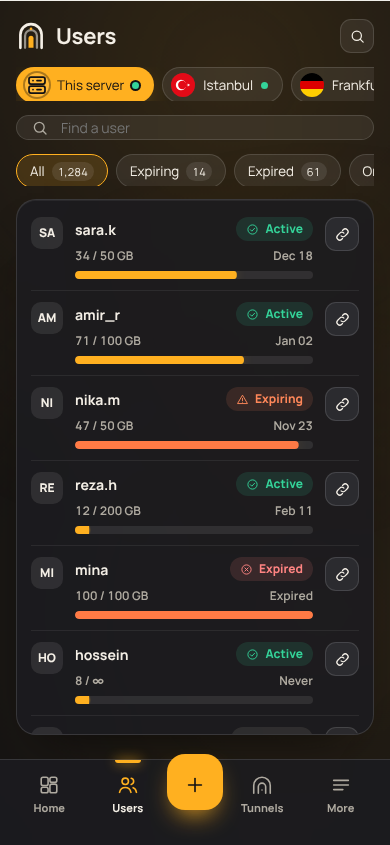 Users
This server
Istanbul
Frankfu
Find a user
All 1,284
Expiring 14
Expired 61
SA
sara.k
Active
34 / 50 GB
Dec 18
AM
amir_r
Active
71 / 100 GB
Jan 02
NI
nika.m
Expiring
47 / 50 GB
Nov 23
RE
reza.h
Active
12 / 200 GB
Feb 11
MI
mina
Expired
100 / 100 GB
Expired
HO
hossein
Active
8 / ∞
Never
Home
Users
+
Tunnels
More